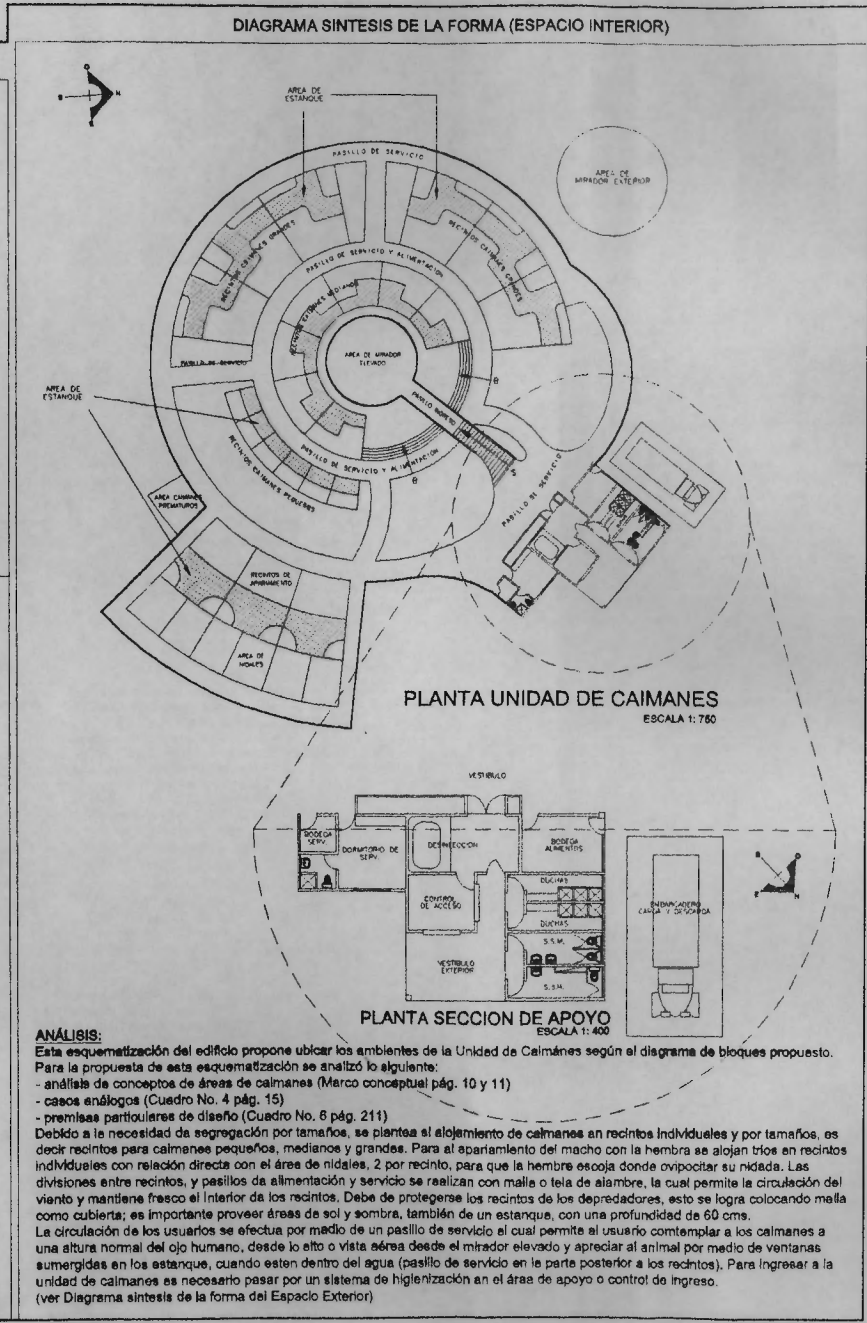 DIAGRAMA SINTESIS DE LA FORMA (ESPACIO INTERIOR)
O
S
N
E
AREA DE
ESTANQUE
PASILLO DE SERVICIO
AREA DE
MIRADOR EXTERIOR
RECINTOS CAIMANES GRANDES
RECINTOS CAIMANES GRANDES
PASILLO DE SERVICIO Y ALIMENTACION
RECINTOS CAIMANES MEDIANOS
AREA DE MIRADOR
ELEVADO
PASILLO DE SERVICIO
B
AREA DE
ESTANQUE
PASILLO INGRESO
PASILLO DE SERVICIO Y ALIMENTACION
RECINTOS CAIMANES PEQUEÑOS
B
S
PASILLO DE SERVICIO
AREA CAIMANES
PREMATUROS
RECINTOS DE
APARIAMIENTO
AREA DE
NIDALES
PLANTA UNIDAD DE CAIMANES
ESCALA 1: 750
VESTIBULO
BODEGA
SERV.
DORMITORIO DE
SERV.
DESINFECCION
BODEGA
ALIMENTOS
DUCHAS
CONTROL
DE ACCESO
DUCHAS
EMBARCADERO
CARGA Y DESCARGA
S
O
E
N
S.S.M.
VESTIBULO
EXTERIOR
S.S.H.
PLANTA SECCION DE APOYO
ESCALA 1: 400
ANÁLISIS:
Esta esquematización del edificio propone ubicar los ambientes de la Unidad de Caimánes según el diagrama de bloques propuesto.
Para la propuesta de esta esquematización se analizó lo siguiente:
- análisis de conceptos de áreas de caimanes (Marco conceptual pág. 10 y 11)
- casos análogos (Cuadro No. 4 pág. 15)
- premisas particulares de diseño (Cuadro No. 6 pág. 211)
Debido a la necesidad de segregación por tamaños, se plantea el alojamiento de caimanes en recintos individuales y por tamaños, es
decir recintos para caimenes pequeños, medianos y grandes. Para el apariamiento del macho con la hembra se alojan tríos en recintos
individuales con relación directa con el área de nidales, 2 por recinto, para que la hembre escoja donde ovipocitar su nidada. Las
divisiones entre recintos, y pasillos de alimentación y servicio se realizan con malla o tela de alambre, la cual permite la circulación del
viento y mantiene fresco el interior de los recintos. Debe de protegerse los recintos de los depredadores, esto se logra colocando malla
como cubierta; es importante proveer áreas de sol y sombra, también de un estanque, con una profundidad de 60 cms.
La circulación de los usuarios se efectua por medio de un pasillo de servicio el cual permite al usuario comtemplar a los caimanes a
una altura normal del ojo humano, desde lo alto o vista aérea desde el mirador elevado y apreciar al animal por medio de ventanas
sumergidas en los estanque, cuando esten dentro del agua (pasillo de servicio en la parte posterior a los recintos). Para ingresar a la
unidad de caimanes es necesario pasar por un sistema de higienización en el área de apoyo o control de ingreso.
(ver Diagrama sintesis de la forma del Espacio Exterior)